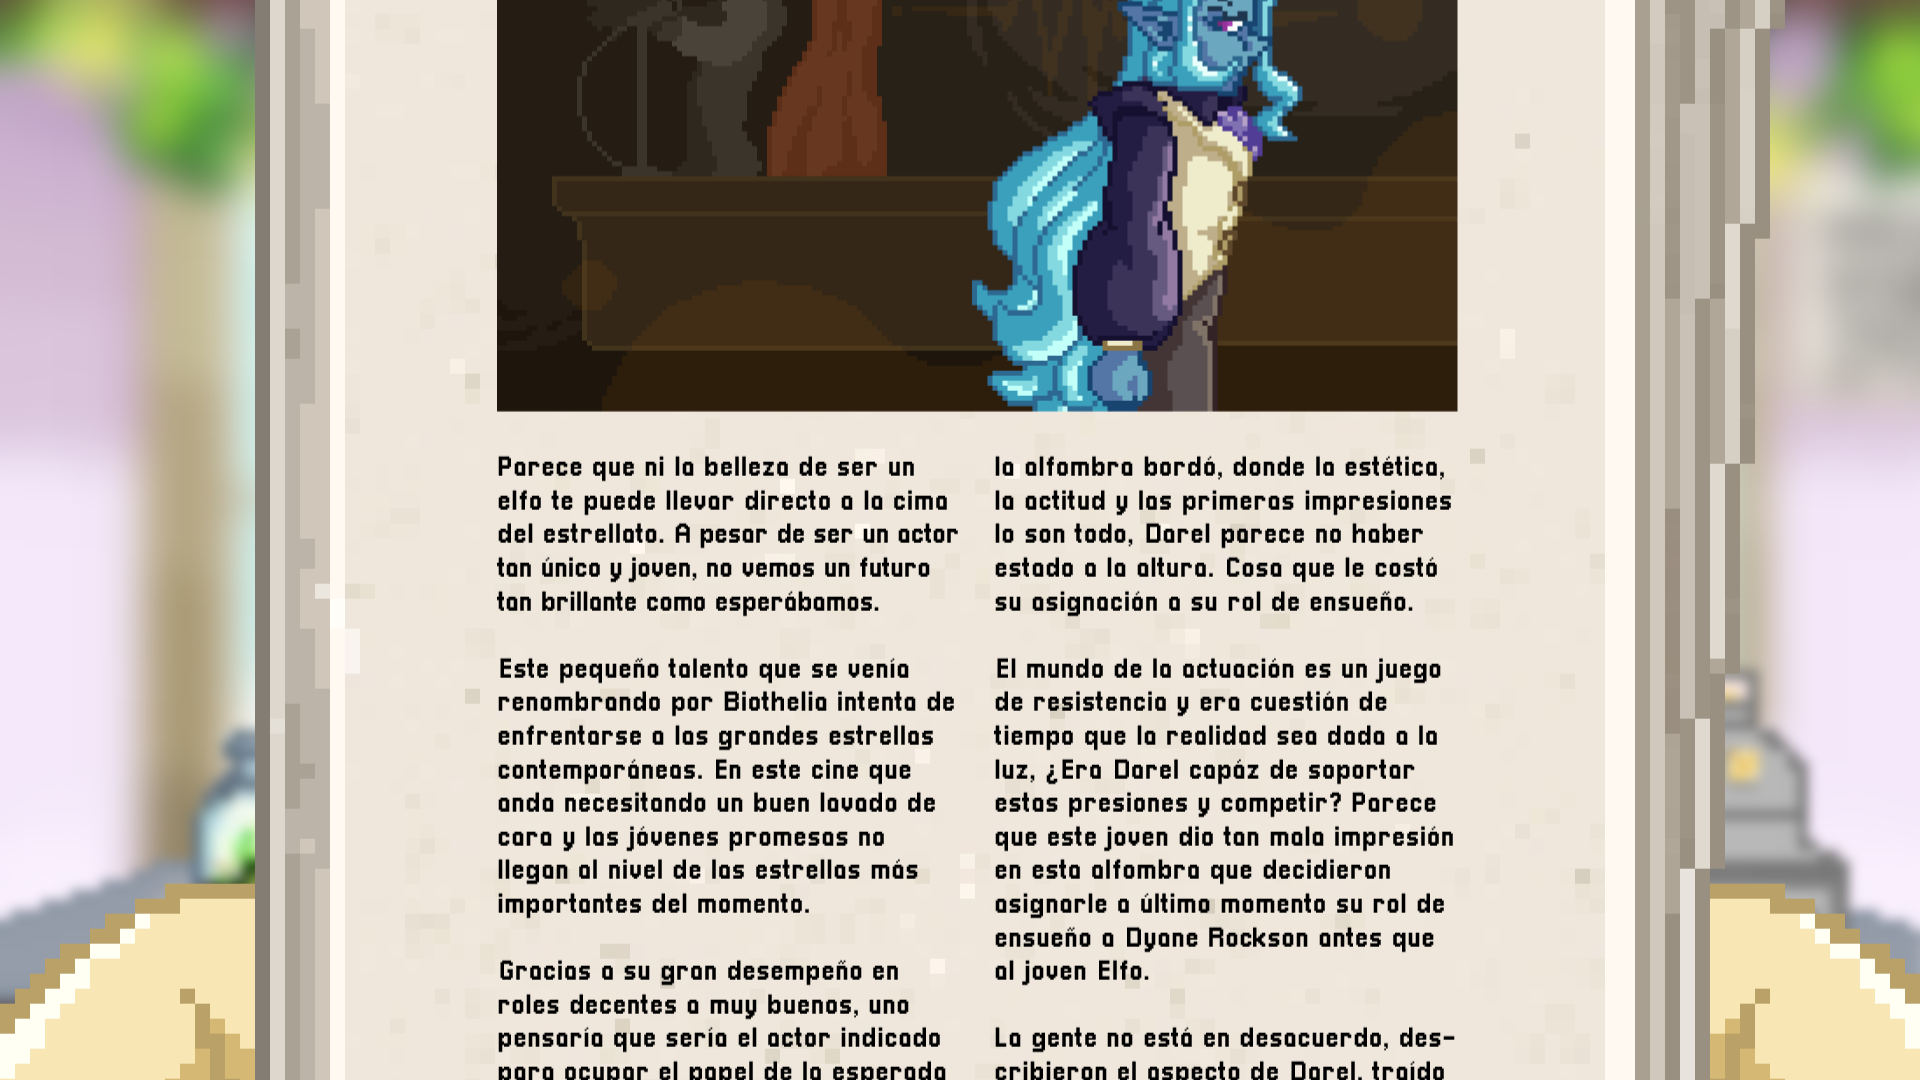 Parece que ni la belleza de ser un
elfo te puede llevar directo a la cima
del estrellato. A pesar de ser un actor
tan único y joven, no vemos un futuro
tan brillante como esperábamos.
Este pequeño talento que se venía
renombrando por Biothelia intenta de
enfrentarse a las grandes estrellas
contemporáneas. En este cine que
anda necesitando un buen lavado de
cara y las jóvenes promesas no
llegan al nivel de las estrellas más
importantes del momento.
Gracias a su gran desempeño en
roles decentes a muy buenos, uno
pensaría que sería el actor indicado
para ocupar el papel de la esperada
la alfombra bordó, donde la estética,
la actitud y las primeras impresiones
lo son todo, Darel parece no haber
estado a la altura. Cosa que le costó
su asignación a su rol de ensueño.
El mundo de la actuación es un juego
de resistencia y era cuestión de
tiempo que la realidad sea dada a la
luz, ¿Era Darel capáz de soportar
estas presiones y competir? Parece
que este joven dio tan mala impresión
en esta alfombra que decidieron
asignarle a último momento su rol de
ensueño a Dyane Rockson antes que
al joven Elfo.
La gente no está en desacuerdo, des-
cribieron el aspecto de Darel, traído